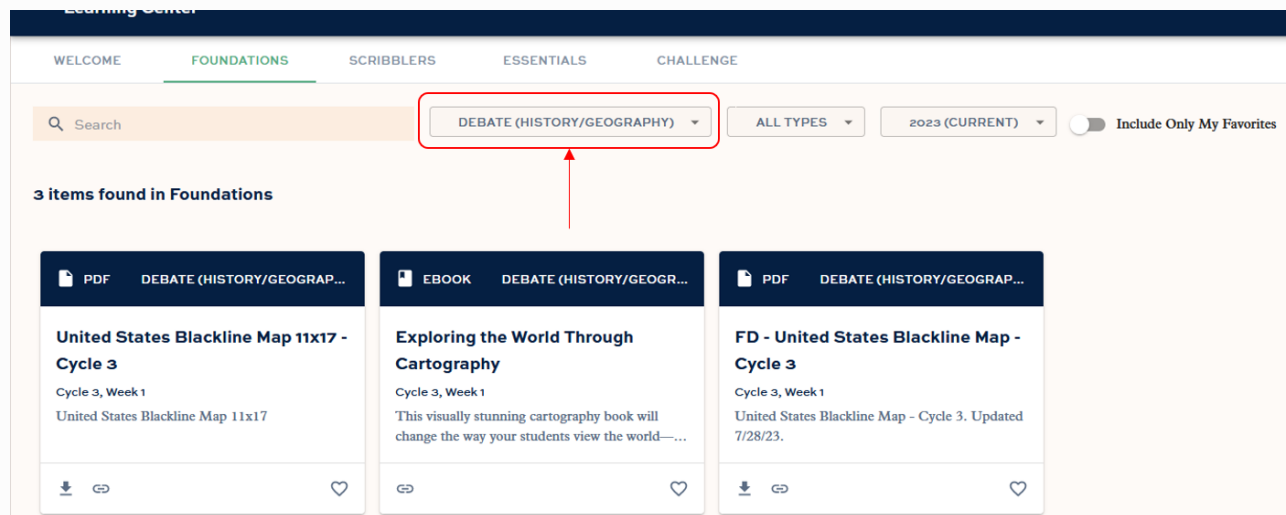 Learning Center
WELCOME FOUNDATIONS SCRIBBLERS ESSENTIALS CHALLENGE
Search DEBATE (HISTORY/GEOGRAPHY) ALL TYPES 2023 (CURRENT) Include Only My Favorites
3 items found in Foundations
PDF DEBATE (HISTORY/GEOGRAP...
United States Blackline Map 11x17 -
Cycle 3
Cycle 3, Week 1
United States Blackline Map 11x17
EBOOK DEBATE (HISTORY/GEOGR...
Exploring the World Through
Cartography
Cycle 3, Week 1
This visually stunning cartography book will
change the way your students view the world—...
PDF DEBATE (HISTORY/GEOGRAP...
FD - United States Blackline Map -
Cycle 3
Cycle 3, Week 1
United States Blackline Map - Cycle 3. Updated
7/28/23.